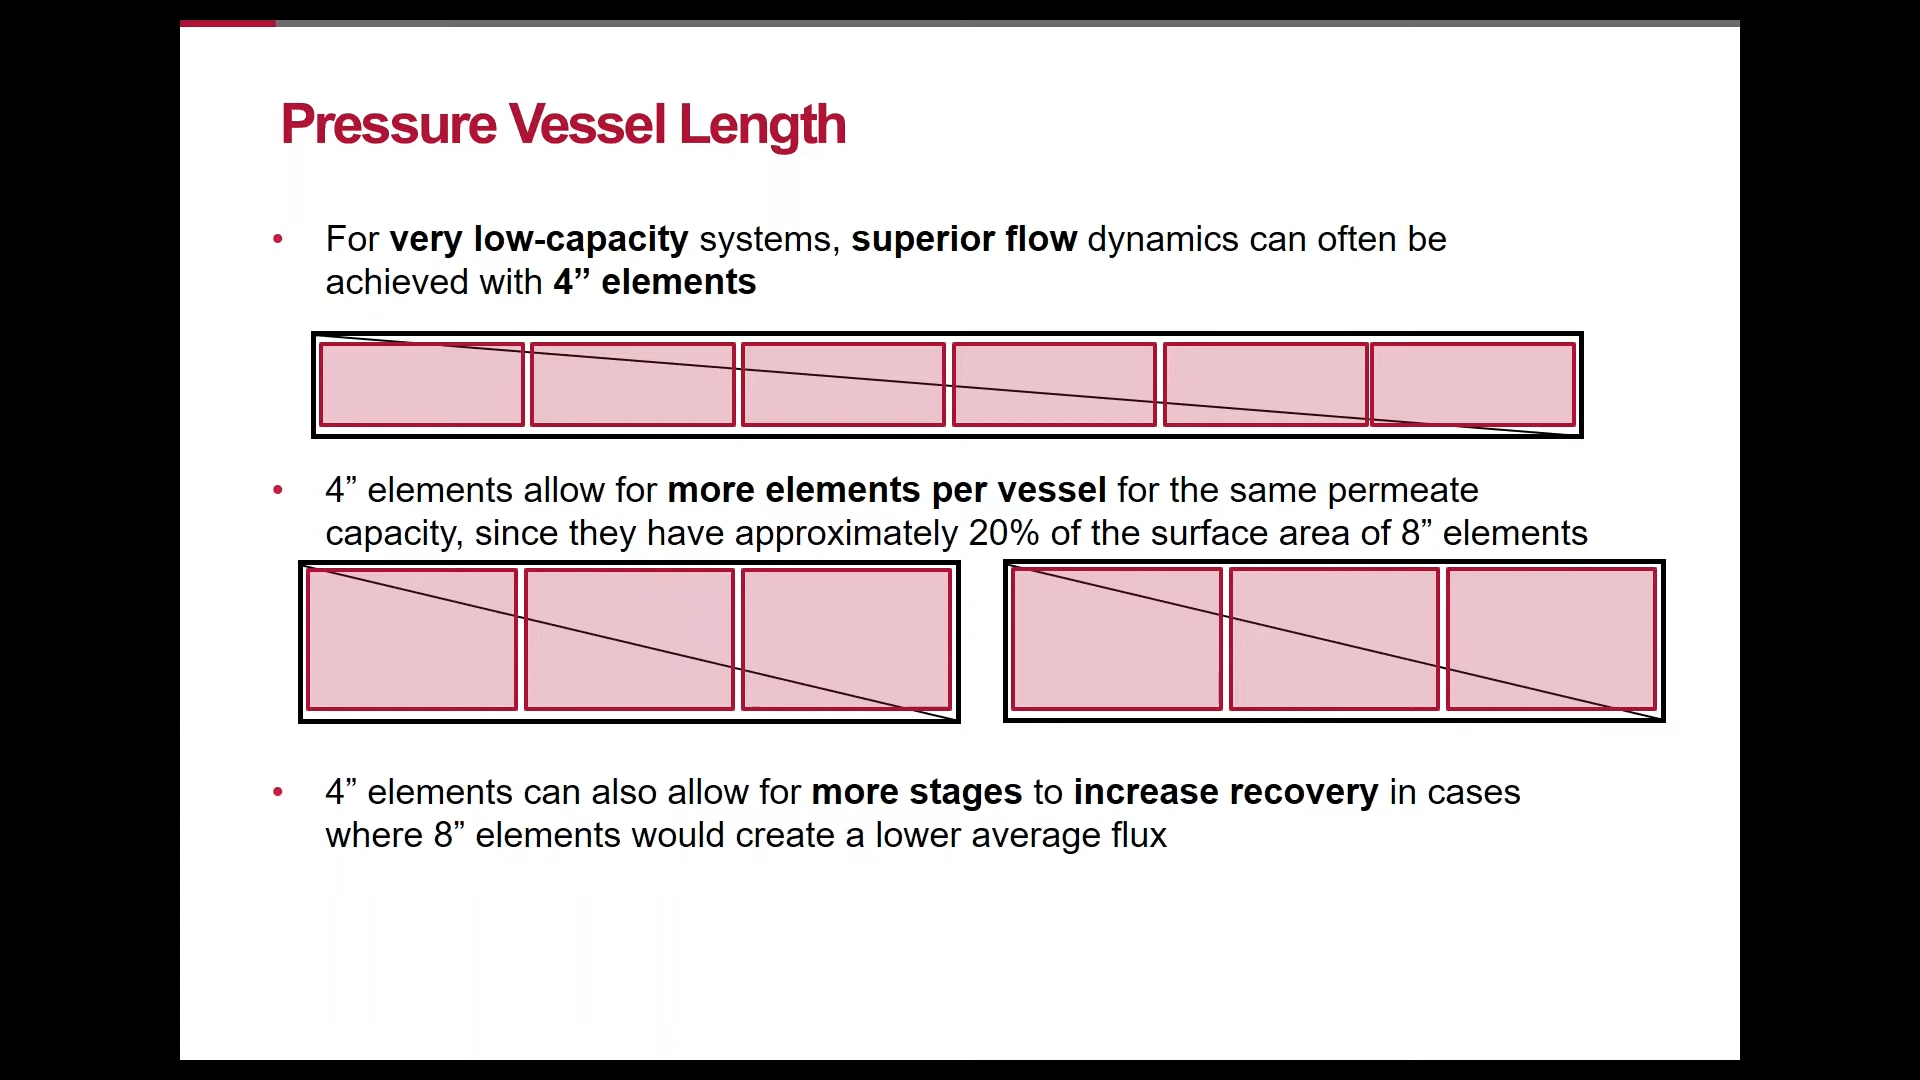 Pressure Vessel Length
• For very low-capacity systems, superior flow dynamics can often be
achieved with 4” elements
• 4” elements allow for more elements per vessel for the same permeate
capacity, since they have approximately 20% of the surface area of 8” elements
• 4” elements can also allow for more stages to increase recovery in cases
where 8” elements would create a lower average flux